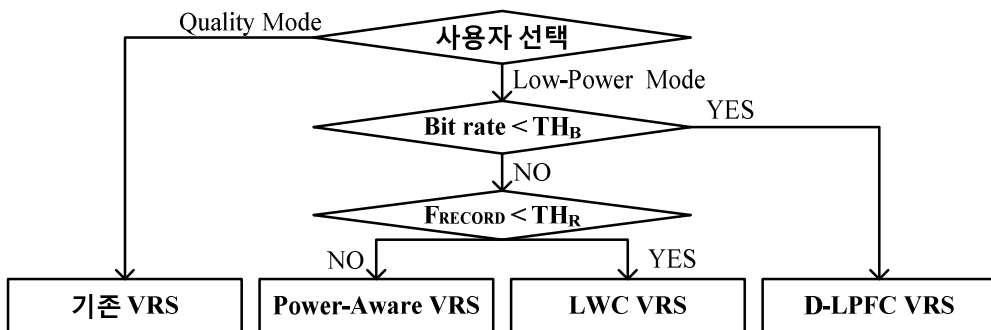 Quality Mode
사용자 선택
Low-Power Mode
Bit rate < TH_B
YES
NO
F_RECORD < TH_R
NO
YES
기존 VRS
Power-Aware VRS
LWC VRS
D-LPFC VRS